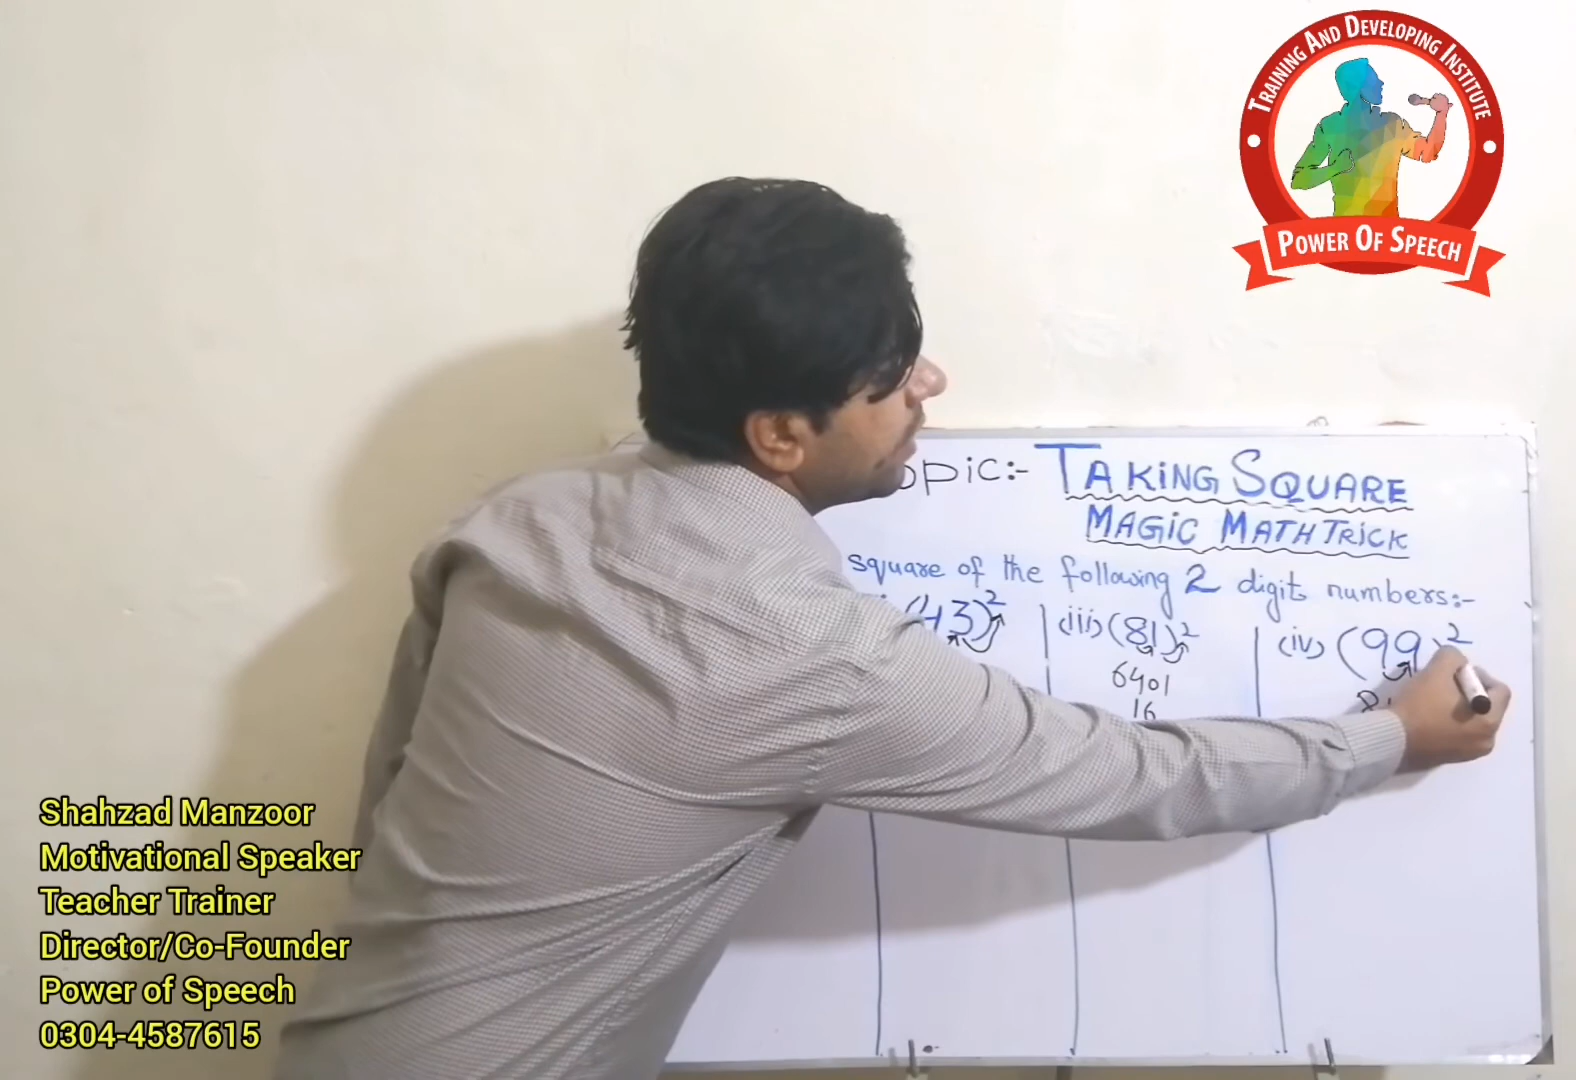 TRAINING AND DEVELOPING INSTITUTE
POWER OF SPEECH
opic:- TAKING SQUARE
MAGIC MATH TRICK
square of the following 2 digit numbers:-
(43)²
(iii) (81)²
6401
16
(iv) (99)²
Shahzad Manzoor
Motivational Speaker
Teacher Trainer
Director/Co-Founder
Power of Speech
0304-4587615